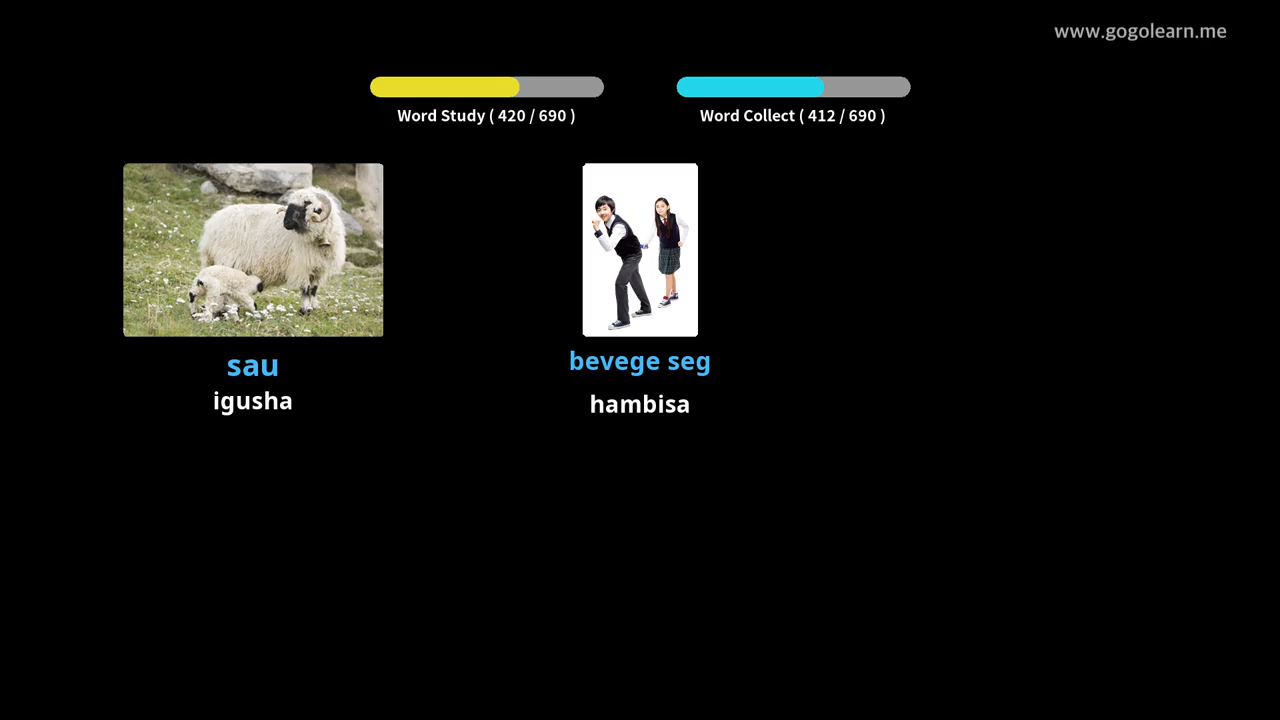 www.gogolearn.me
Word Study ( 420 / 690 )
Word Collect ( 412 / 690 )
sau
igusha
bevege seg
hambisa